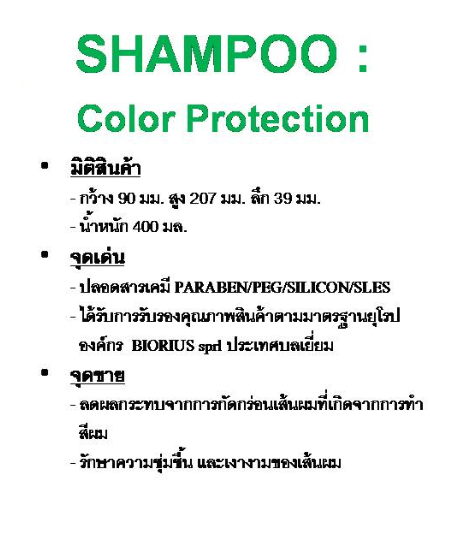 SHAMPOO :
Color Protection
• มิติสินค้า
- กว้าง 90 มม. สูง 207 มม. ลึก 39 มม.
- น้ำหนัก 400 มล.
• จุดเด่น
- ปลอดสารเคมี PARABEN/PEG/SILICON/SLES
- ได้รับการรับรองคุณภาพสินค้าตามมาตรฐานยุโรป
องค์กร BIORIUS sprl ประเทศบลเยี่ยม
• จุดขาย
- ลดผลกระทบจากการกัดกร่อนเส้นผมที่เกิดจากการทำ
สีผม
- รักษาความชุ่มชื้น และเงางามของเส้นผม